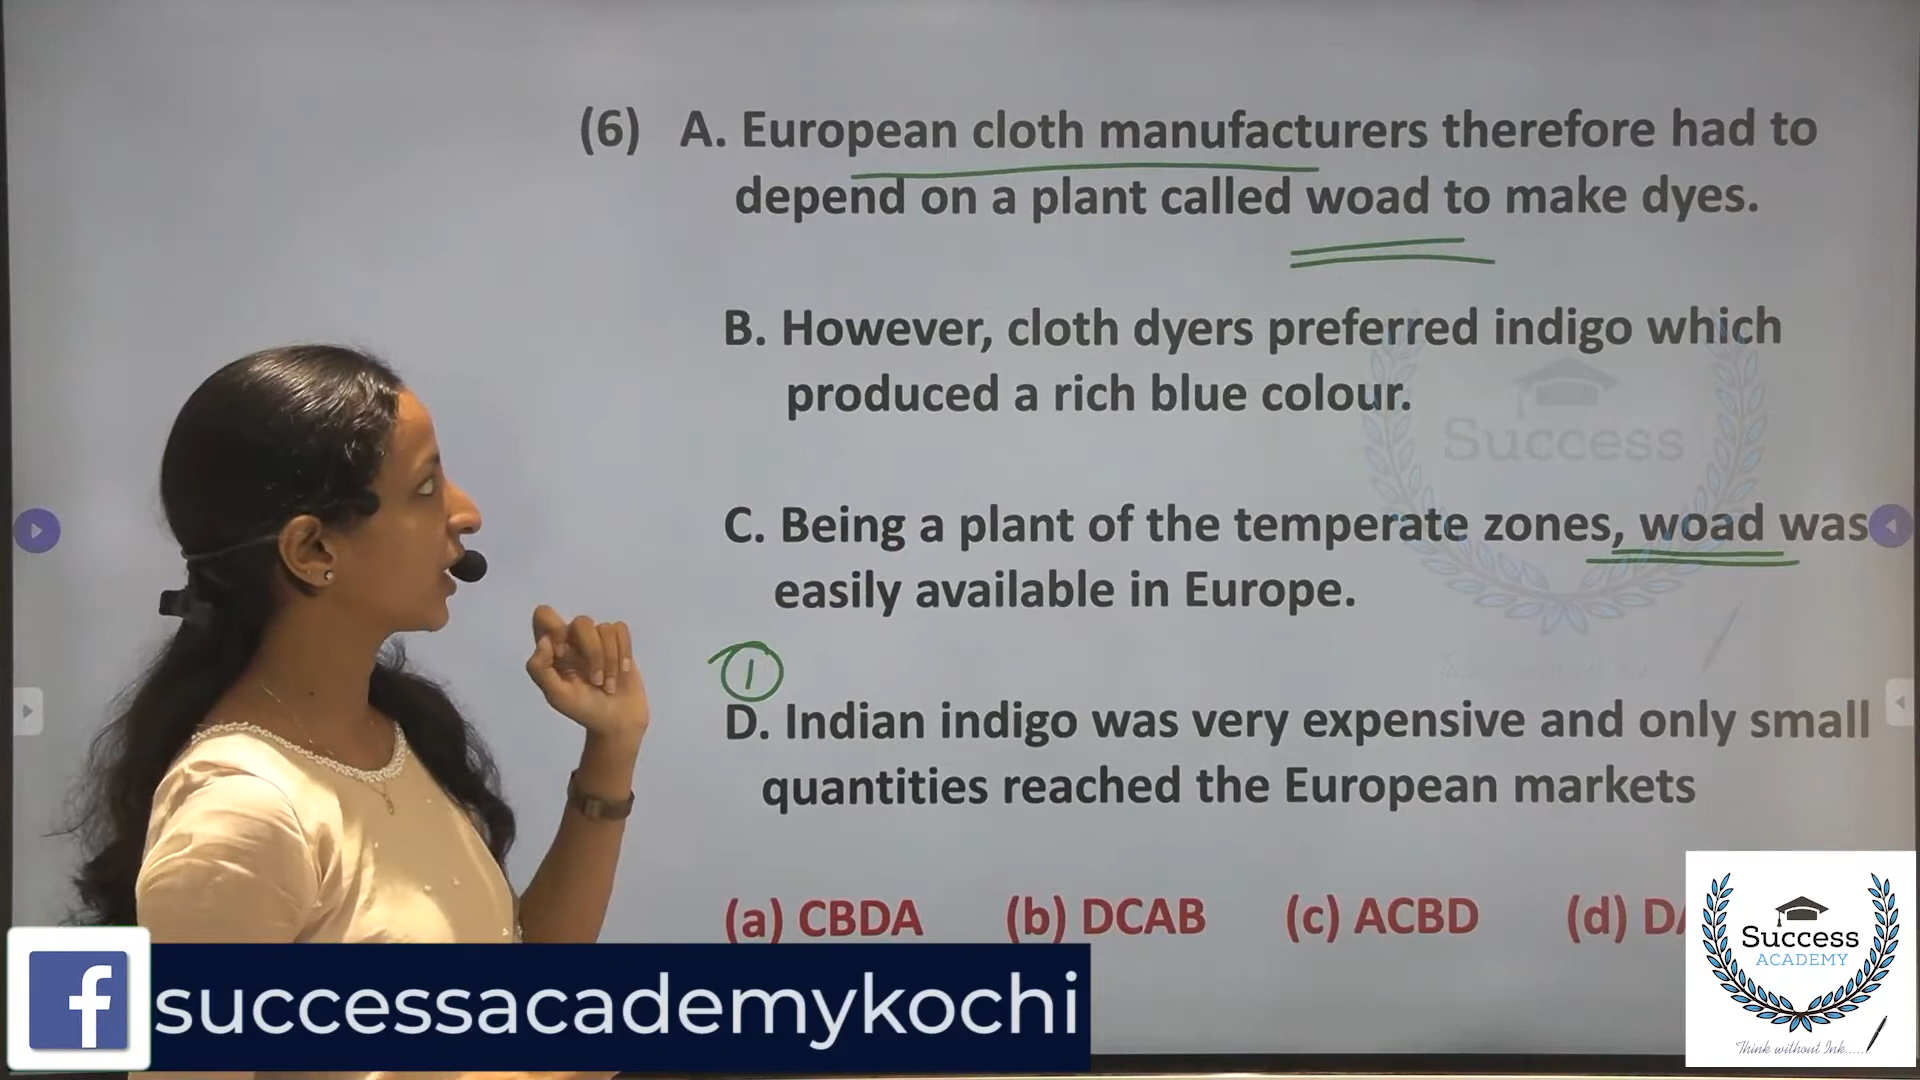 (6) A. European cloth manufacturers therefore had to
depend on a plant called woad to make dyes.
B. However, cloth dyers preferred indigo which
produced a rich blue colour.
Success
C. Being a plant of the temperate zones, woad was
easily available in Europe.
1
D. Indian indigo was very expensive and only small
quantities reached the European markets
(a) CBDA (b) DCAB (c) ACBD (d)
Success
ACADEMY
Think without Ink.....
f successacademykochi